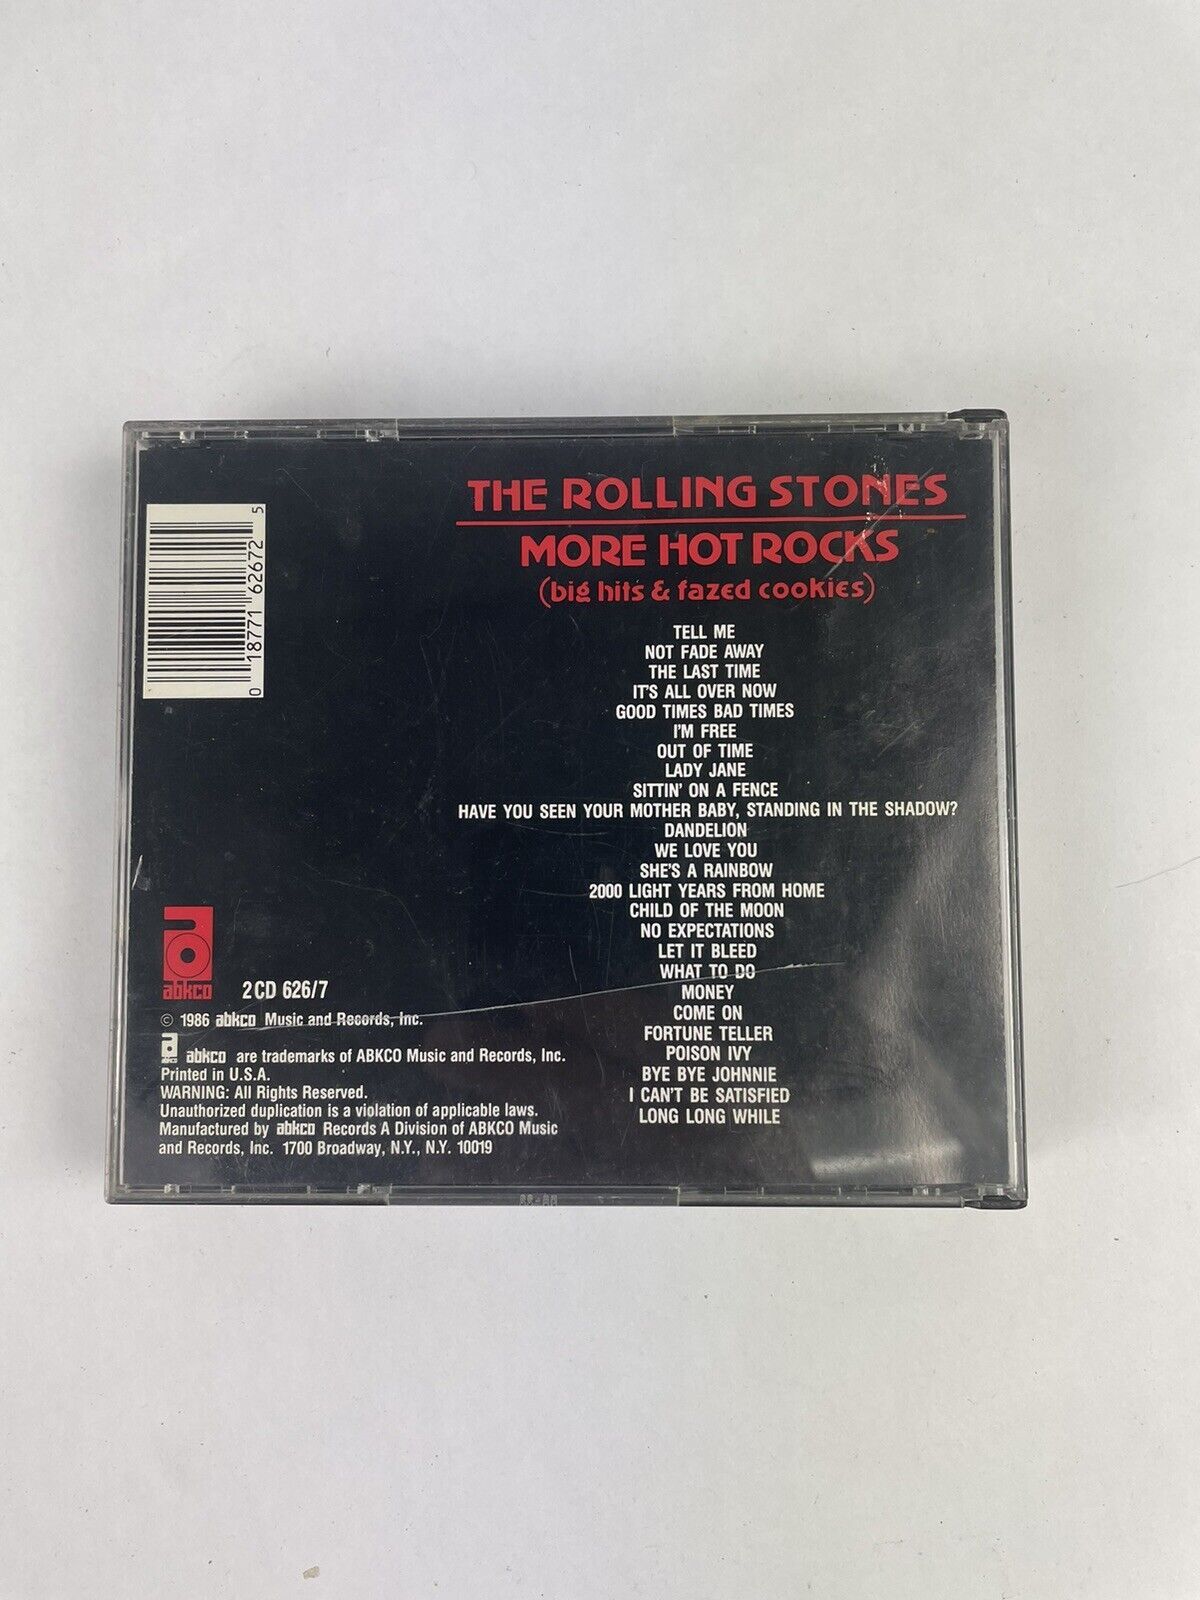 THE ROLLING STONES
MORE HOT ROCKS
(big hits & fazed cookies)
TELL ME
NOT FADE AWAY
THE LAST TIME
IT'S ALL OVER NOW
GOOD TIMES BAD TIMES
I'M FREE
OUT OF TIME
LADY JANE
SITTIN' ON A FENCE
HAVE YOU SEEN YOUR MOTHER BABY, STANDING IN THE SHADOW?
DANDELION
WE LOVE YOU
SHE'S A RAINBOW
2000 LIGHT YEARS FROM HOME
CHILD OF THE MOON
NO EXPECTATIONS
LET IT BLEED
WHAT TO DO
MONEY
COME ON
FORTUNE TELLER
POISON IVY
BYE BYE JOHNNIE
I CAN'T BE SATISFIED
LONG LONG WHILE
0 18771 62672 5
abkco
2CD 626/7
© 1986 abkco Music and Records, Inc.
abkco abkco are trademarks of ABKCO Music and Records, Inc.
Printed in U.S.A.
WARNING: All Rights Reserved.
Unauthorized duplication is a violation of applicable laws.
Manufactured by abkco Records A Division of ABKCO Music
and Records, Inc. 1700 Broadway, N.Y., N.Y. 10019